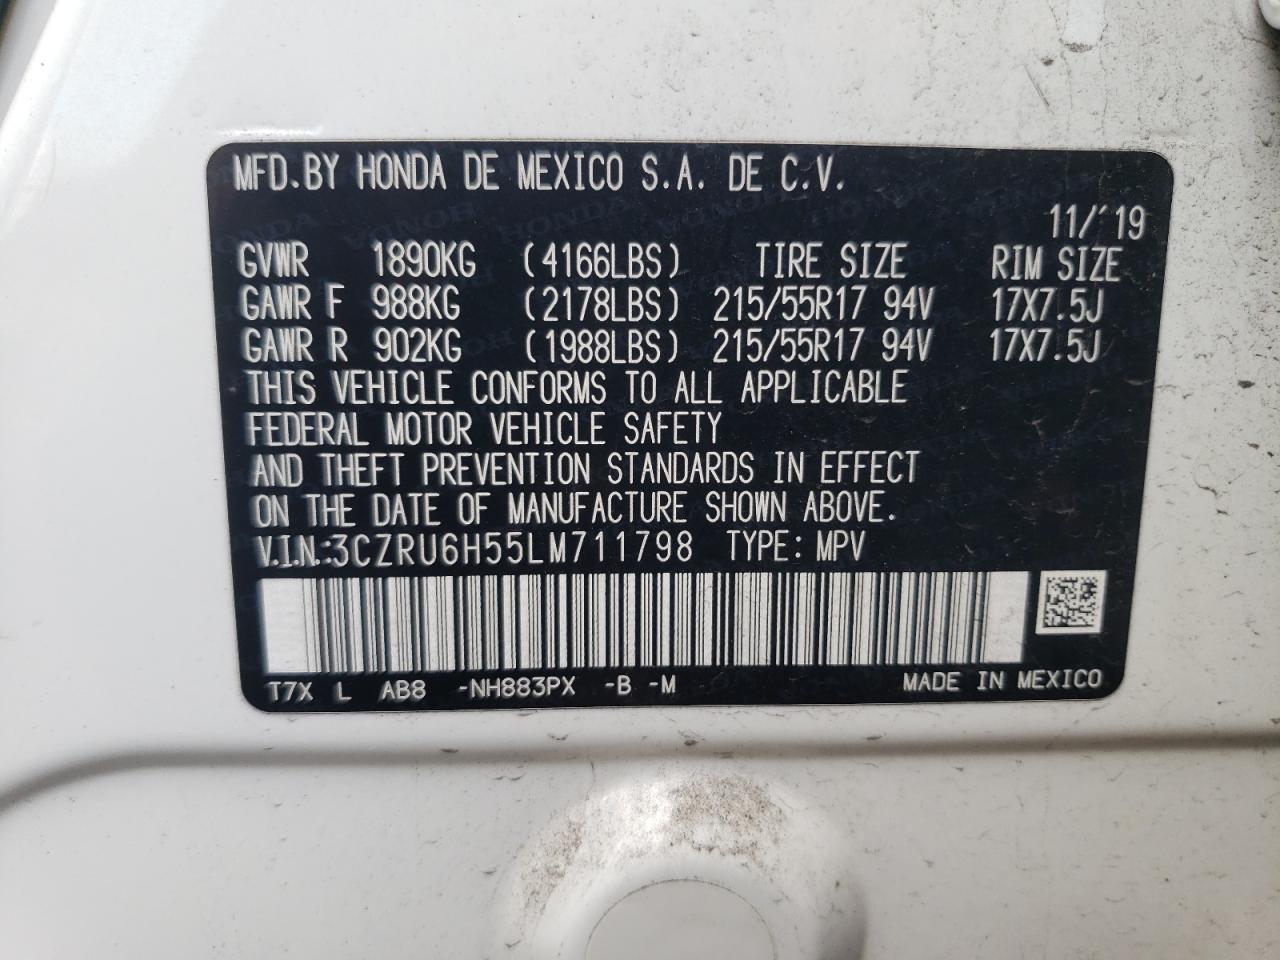 MFD.BY HONDA DE MEXICO S.A. DE C.V.
11/'19
GVWR 1890KG (4166LBS) TIRE SIZE RIM SIZE
GAWR F 988KG (2178LBS) 215/55R17 94V 17X7.5J
GAWR R 902KG (1988LBS) 215/55R17 94V 17X7.5J
THIS VEHICLE CONFORMS TO ALL APPLICABLE
FEDERAL MOTOR VEHICLE SAFETY
AND THEFT PREVENTION STANDARDS IN EFFECT
ON THE DATE OF MANUFACTURE SHOWN ABOVE.
V.I.N.:3CZRU6H55LM711798 TYPE: MPV
T7X L AB8 -NH883PX -B -M MADE IN MEXICO